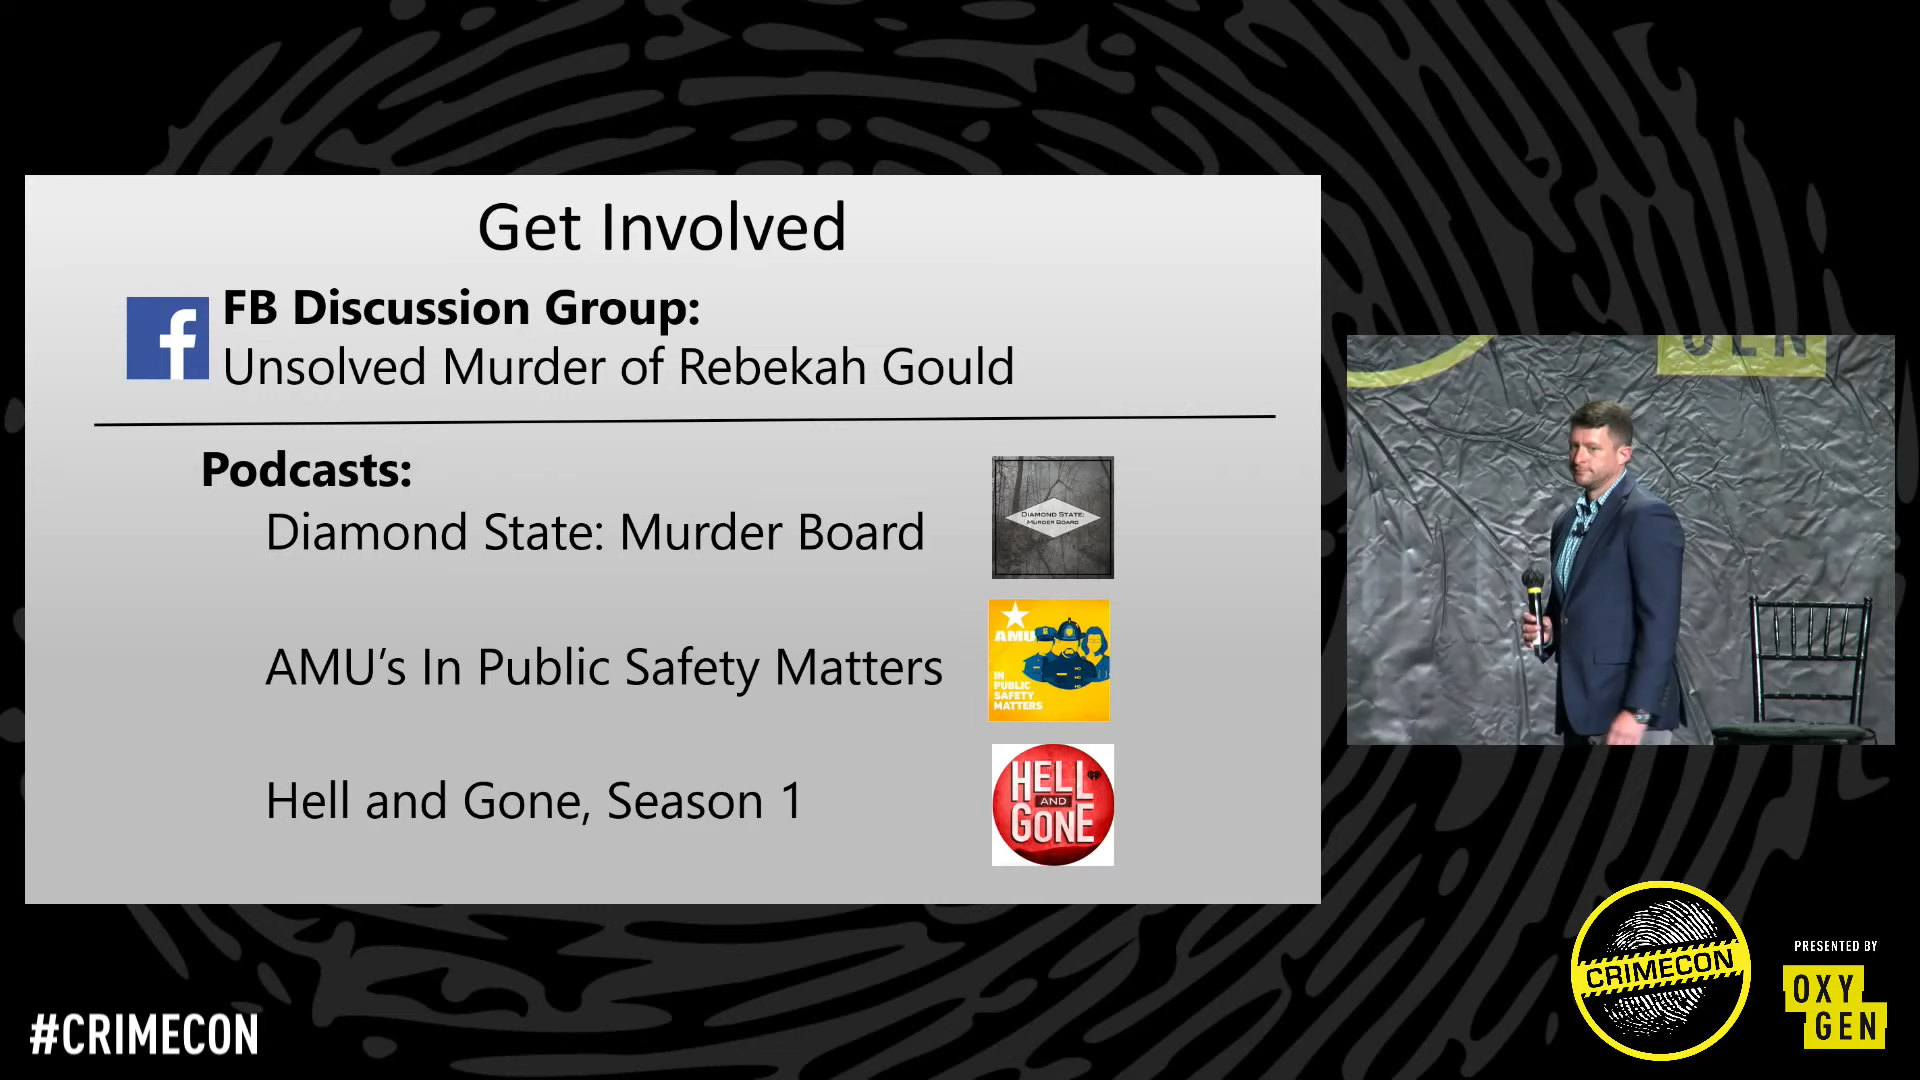 Get Involved
FB Discussion Group:
Unsolved Murder of Rebekah Gould
Podcasts:
Diamond State: Murder Board
DIAMOND STATE:
MURDER BOARD
AMU's In Public Safety Matters
AMU
IN
PUBLIC
SAFETY
MATTERS
Hell and Gone, Season 1
HELL
AND
GONE
GEN
CRIMECON
PRESENTED BY
OXY
GEN
#CRIMECON